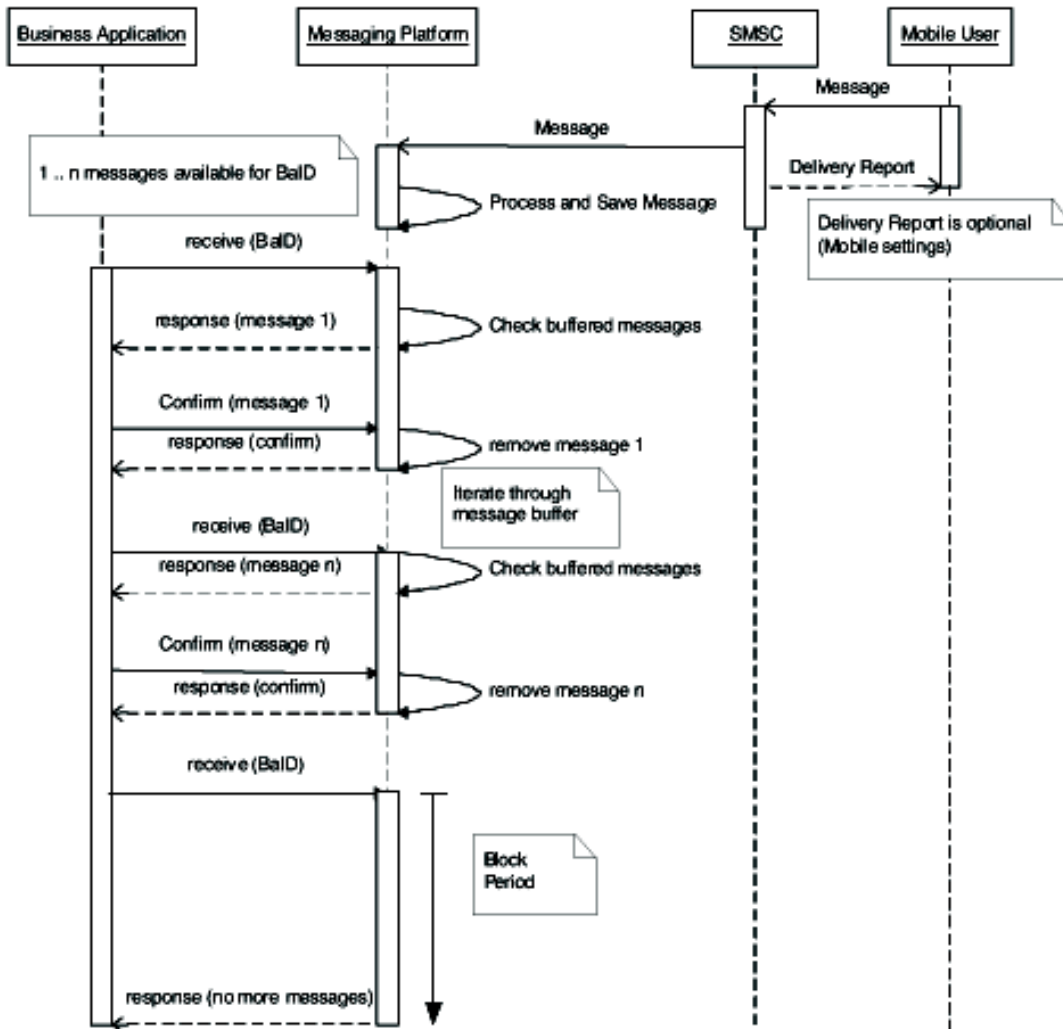 Business Application
Messaging Platform
SMSC
Mobile User
Message
Message
1 .. n messages available for BaID
Delivery Report
Process and Save Message
Delivery Report is optional
(Mobile settings)
receive (BaID)
response (message 1)
Check buffered messages
Confirm (message 1)
response (confirm)
remove message 1
Iterate through
message buffer
receive (BaID)
response (message n)
Check buffered messages
Confirm (message n)
response (confirm)
remove message n
receive (BaID)
Block
Period
response (no more messages)